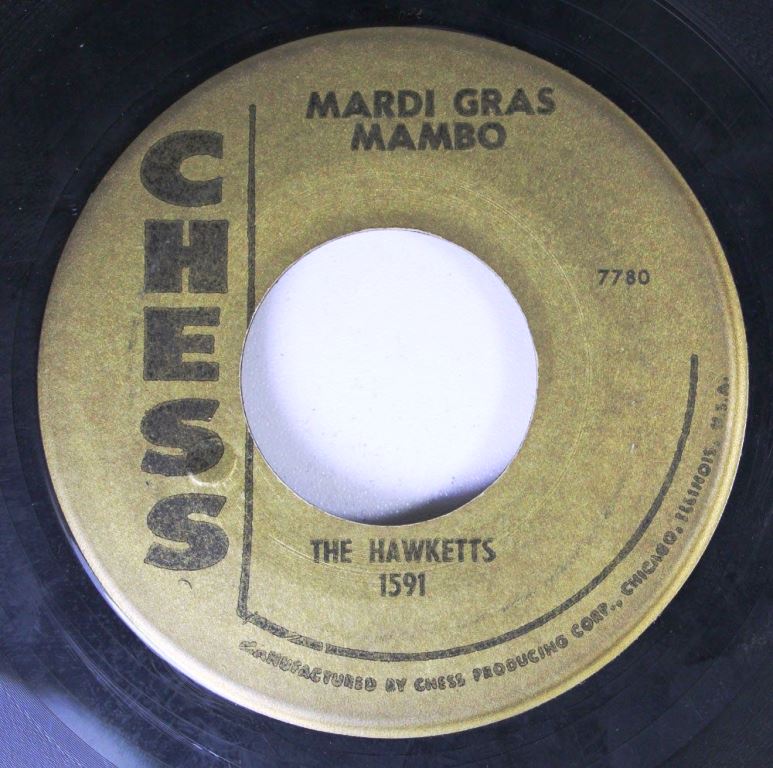 CHESS
MARDI GRAS
MAMBO
7780
THE HAWKETTS
1591
MANUFACTURED BY CHESS PRODUCING CORP., CHICAGO, ILLINOIS, U.S.A.